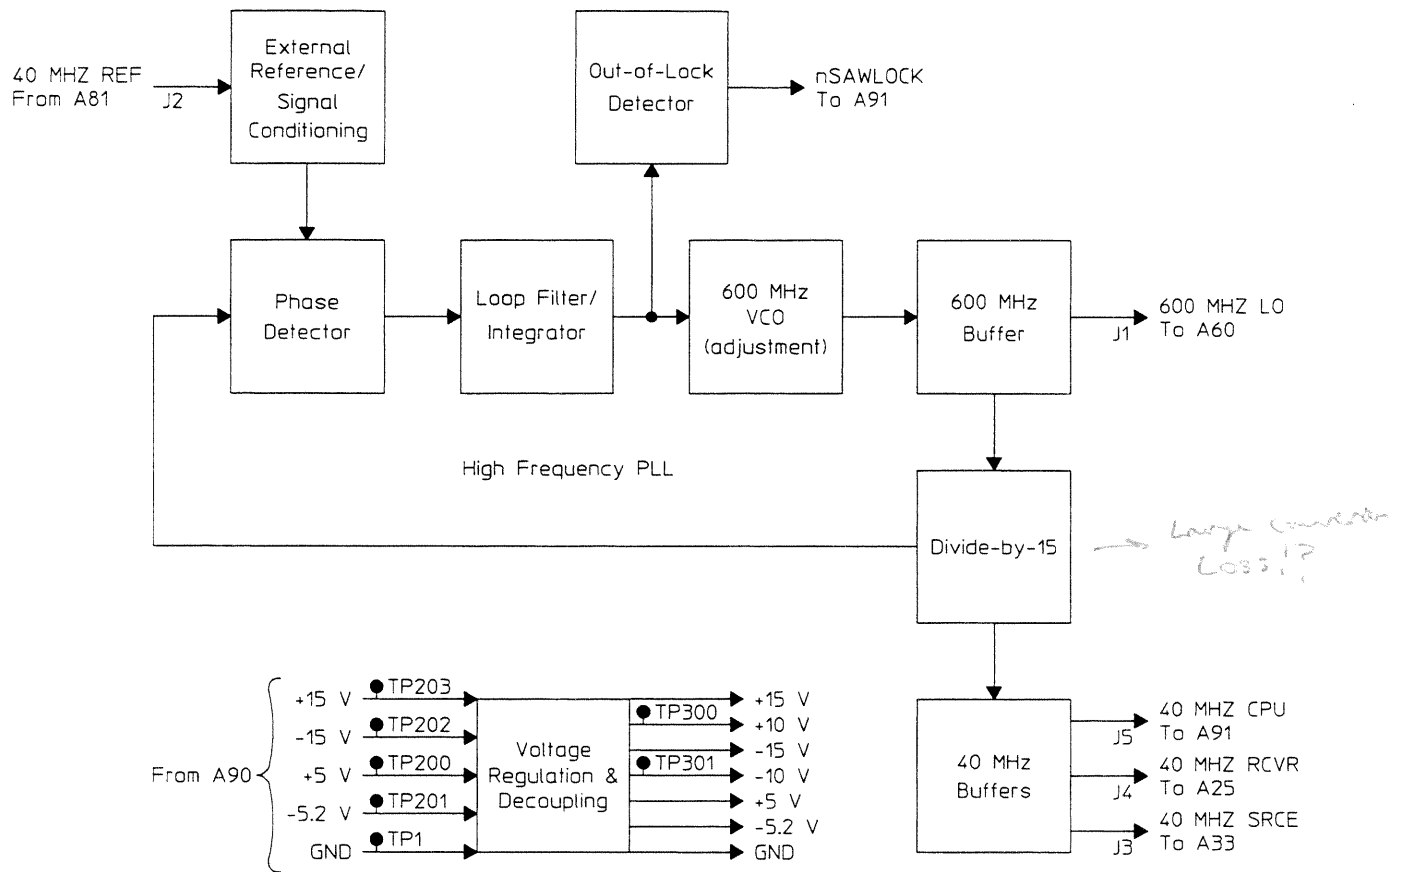 External
Reference/
Signal
Conditioning
40 MHZ REF
From A81
J2
Out-of-Lock
Detector
nSAWLOCK
To A91
Phase
Detector
Loop Filter/
Integrator
600 MHz
VCO
(adjustment)
600 MHz
Buffer
J1
600 MHZ LO
To A60
High Frequency PLL
Divide-by-15
Large conversion
Loss!?
From A90
+15 V
TP203
-15 V
TP202
+5 V
TP200
-5.2 V
TP201
GND
TP1
Voltage
Regulation &
Decoupling
+15 V
TP300
+10 V
-15 V
TP301
-10 V
+5 V
-5.2 V
GND
40 MHz
Buffers
J5
40 MHZ CPU
To A91
J4
40 MHZ RCVR
To A25
J3
40 MHZ SRCE
To A33